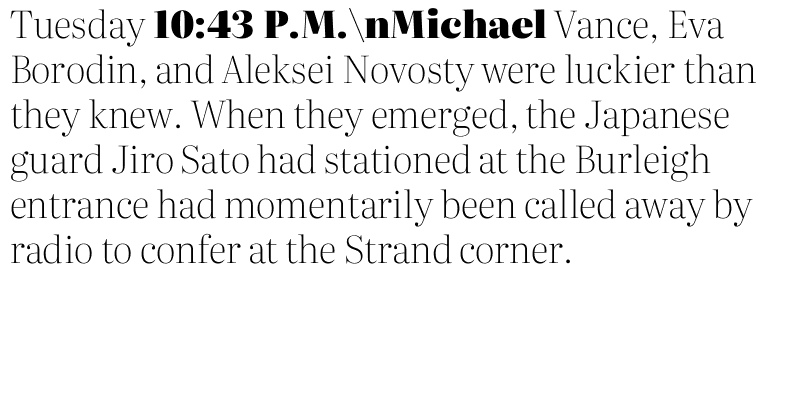 Tuesday 10:43 P.M.\nMichael Vance, Eva
Borodin, and Aleksei Novosty were luckier than
they knew. When they emerged, the Japanese
guard Jiro Sato had stationed at the Burleigh
entrance had momentarily been called away by
radio to confer at the Strand corner.